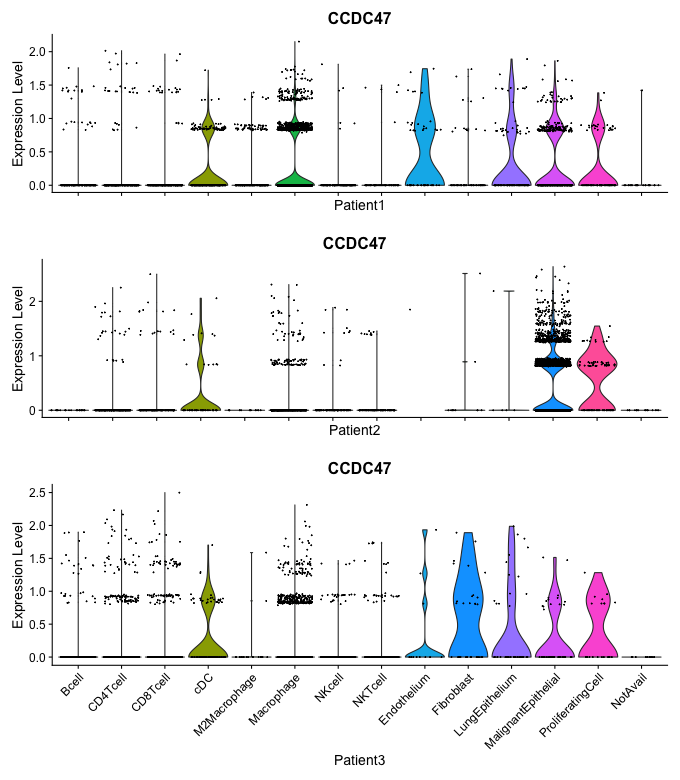 CCDC47
Expression Level
2.0
1.5
1.0
0.5
0.0
Patient1
CCDC47
Expression Level
2
1
0
Patient2
CCDC47
Expression Level
2.5
2.0
1.5
1.0
0.5
0.0
Bcell
CD4Tcell
CD8Tcell
cDC
M2Macrophage
Macrophage
NKcell
NKTcell
Endothelium
Fibroblast
LungEpithelium
MalignantEpithelial
ProliferatingCell
NotAvail
Patient3